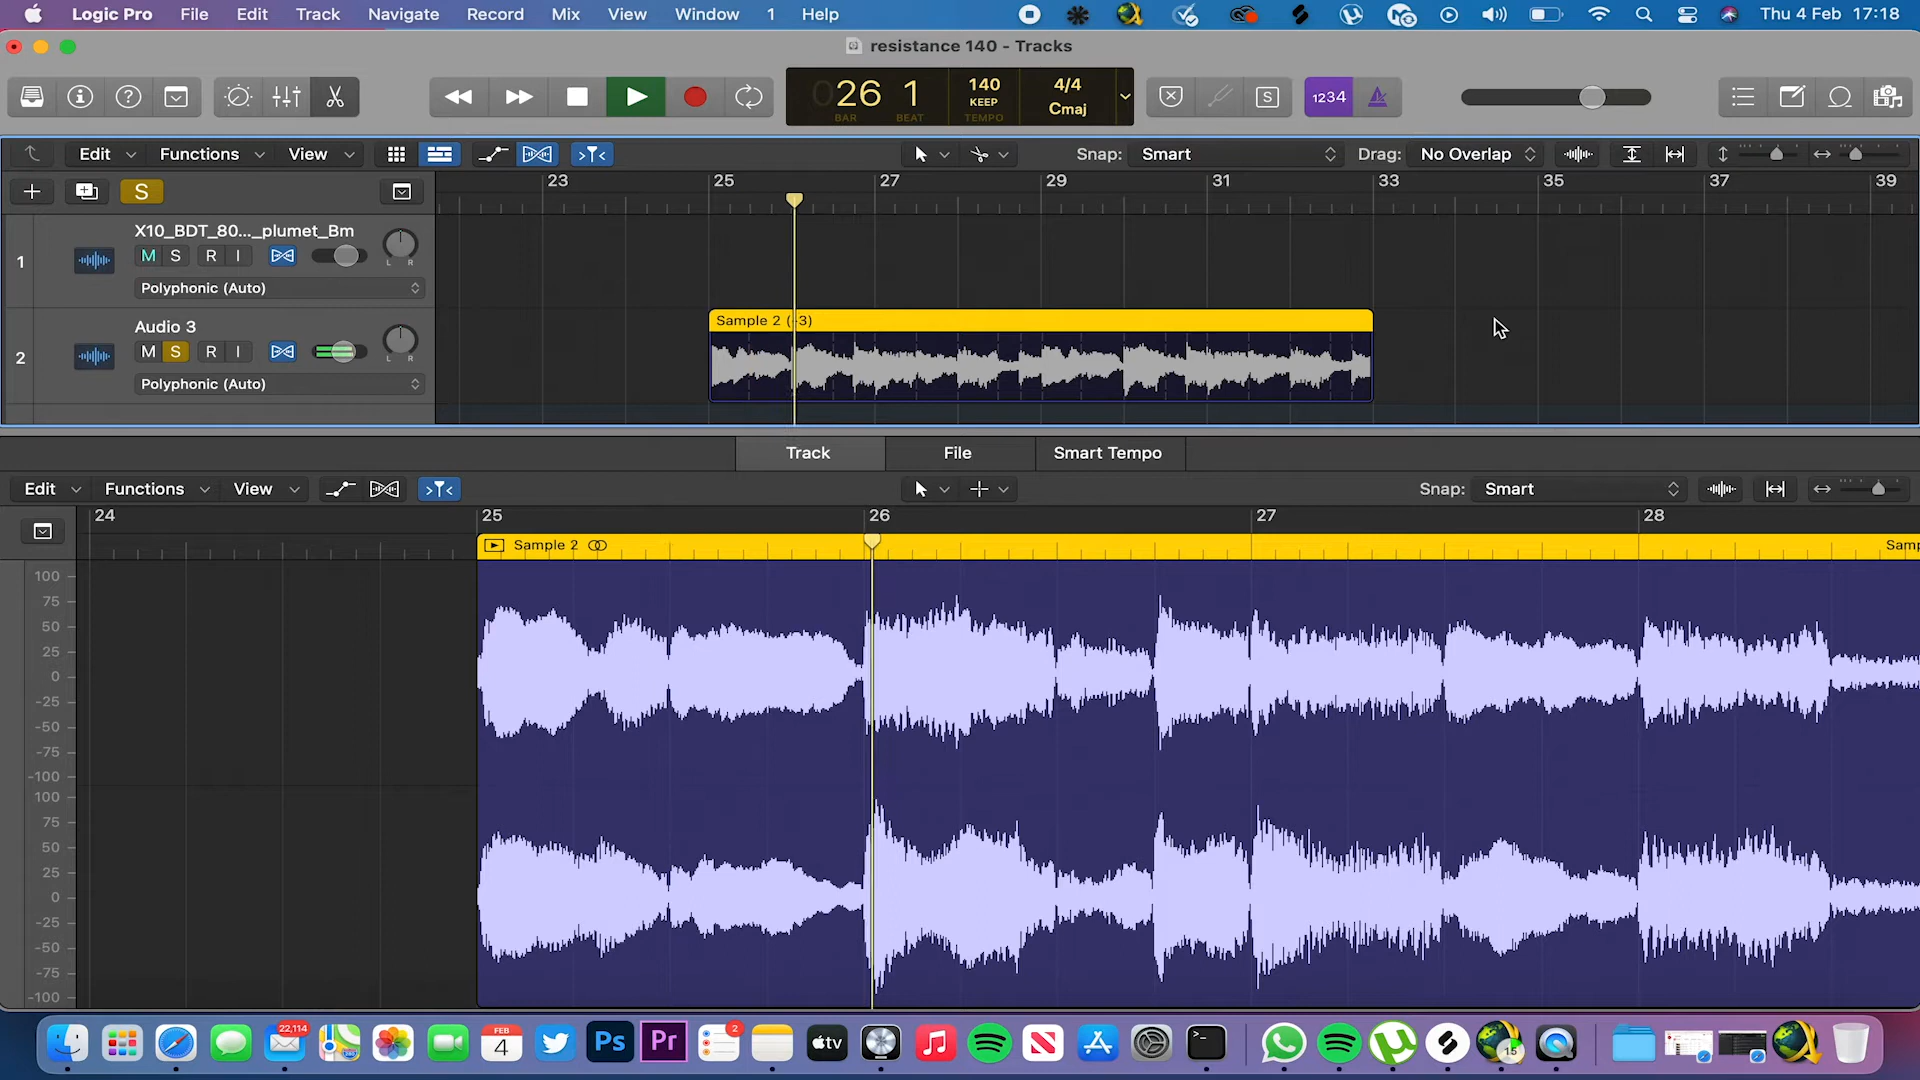 Logic Pro File Edit Track Navigate Record Mix View Window 1 Help Thu 4 Feb 17:18
resistance 140 - Tracks
26 1 140 KEEP TEMPO 4/4 Cmaj
BAR BEAT
S 1234
Edit Functions View Snap: Smart Drag: No Overlap
S 23 25 27 29 31 33 35 37 39
1 X10_BDT_80..._plumet_Bm
M S R I L R
Polyphonic (Auto)
Sample 2 (-3)
2 Audio 3
M S R I L R
Polyphonic (Auto)
Track File Smart Tempo
Edit Functions View Snap: Smart
24 25 26 27 28
Sample 2 Samp
100
75
50
25
0
-25
-50
-75
-100
100
75
50
25
0
-25
-50
-75
-100
22,114 FEB 4 Ps Pr 2 tv 15